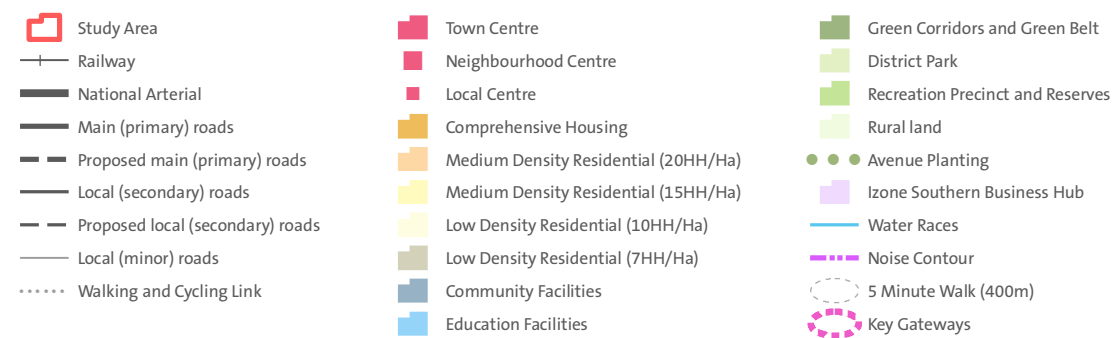 Study Area
Railway
National Arterial
Main (primary) roads
Proposed main (primary) roads
Local (secondary) roads
Proposed local (secondary) roads
Local (minor) roads
Walking and Cycling Link
Town Centre
Neighbourhood Centre
Local Centre
Comprehensive Housing
Medium Density Residential (20HH/Ha)
Medium Density Residential (15HH/Ha)
Low Density Residential (10HH/Ha)
Low Density Residential (7HH/Ha)
Community Facilities
Education Facilities
Green Corridors and Green Belt
District Park
Recreation Precinct and Reserves
Rural land
Avenue Planting
Izone Southern Business Hub
Water Races
Noise Contour
5 Minute Walk (400m)
Key Gateways